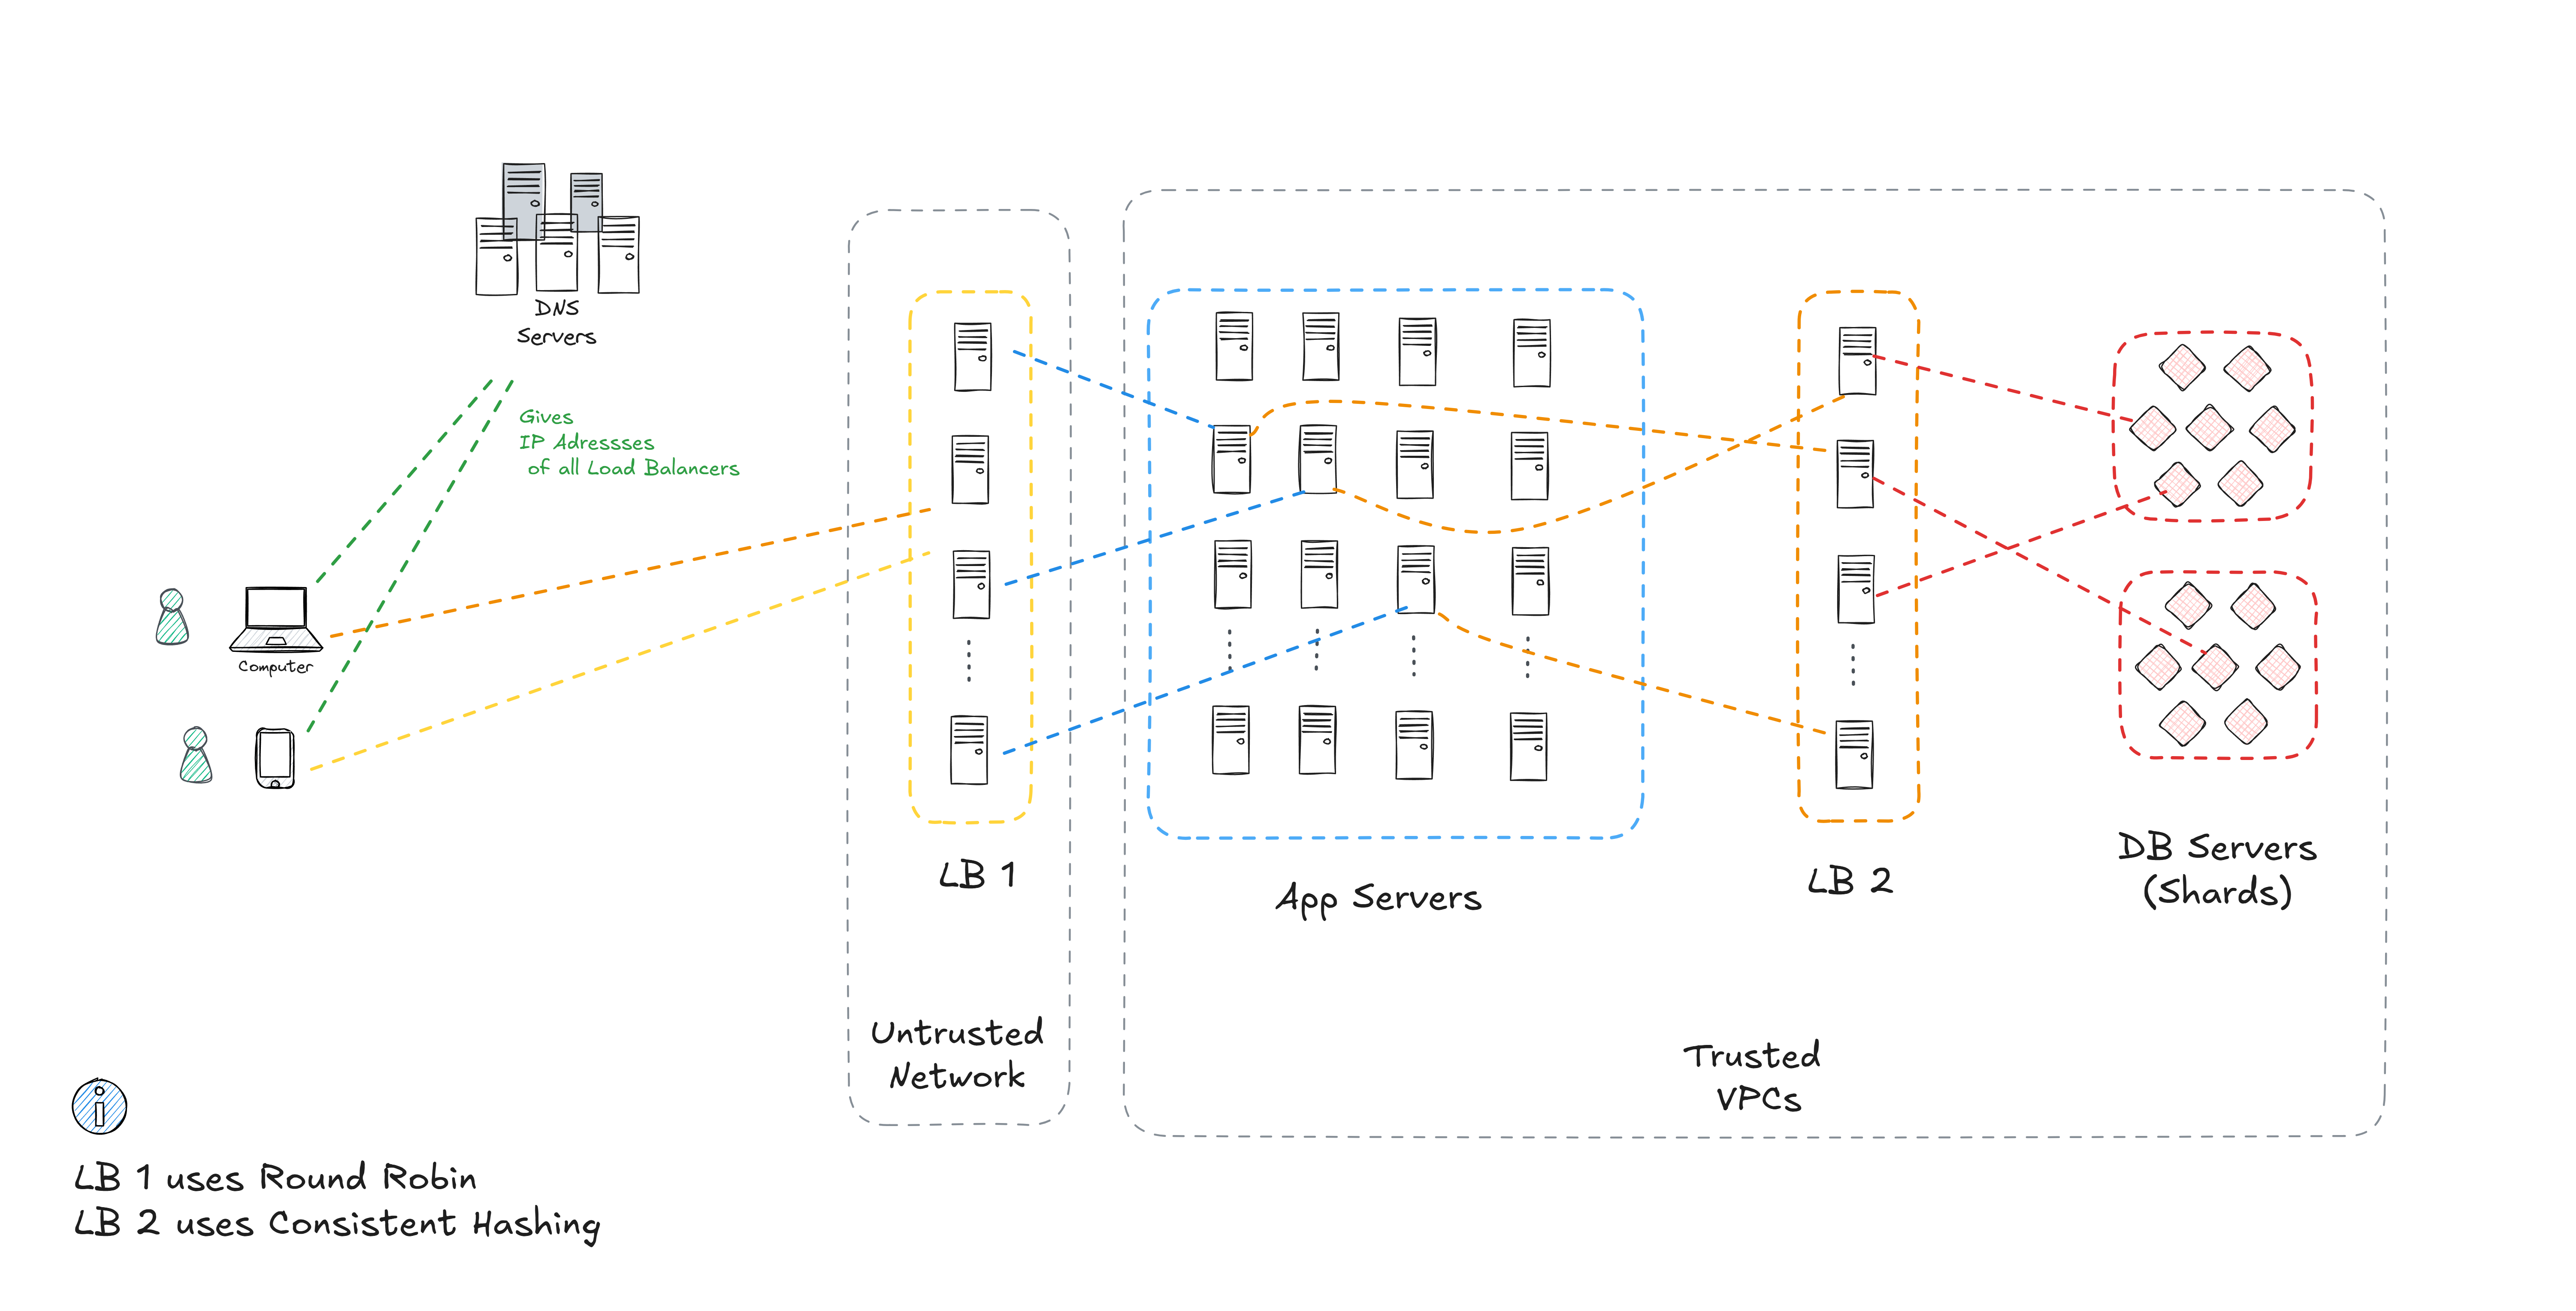 DNS
Servers
Gives
IP Adressses
of all Load Balancers
Computer
LB 1
App Servers
LB 2
DB Servers
(Shards)
Untrusted
Network
Trusted
VPCs
i
LB 1 uses Round Robin
LB 2 uses Consistent Hashing